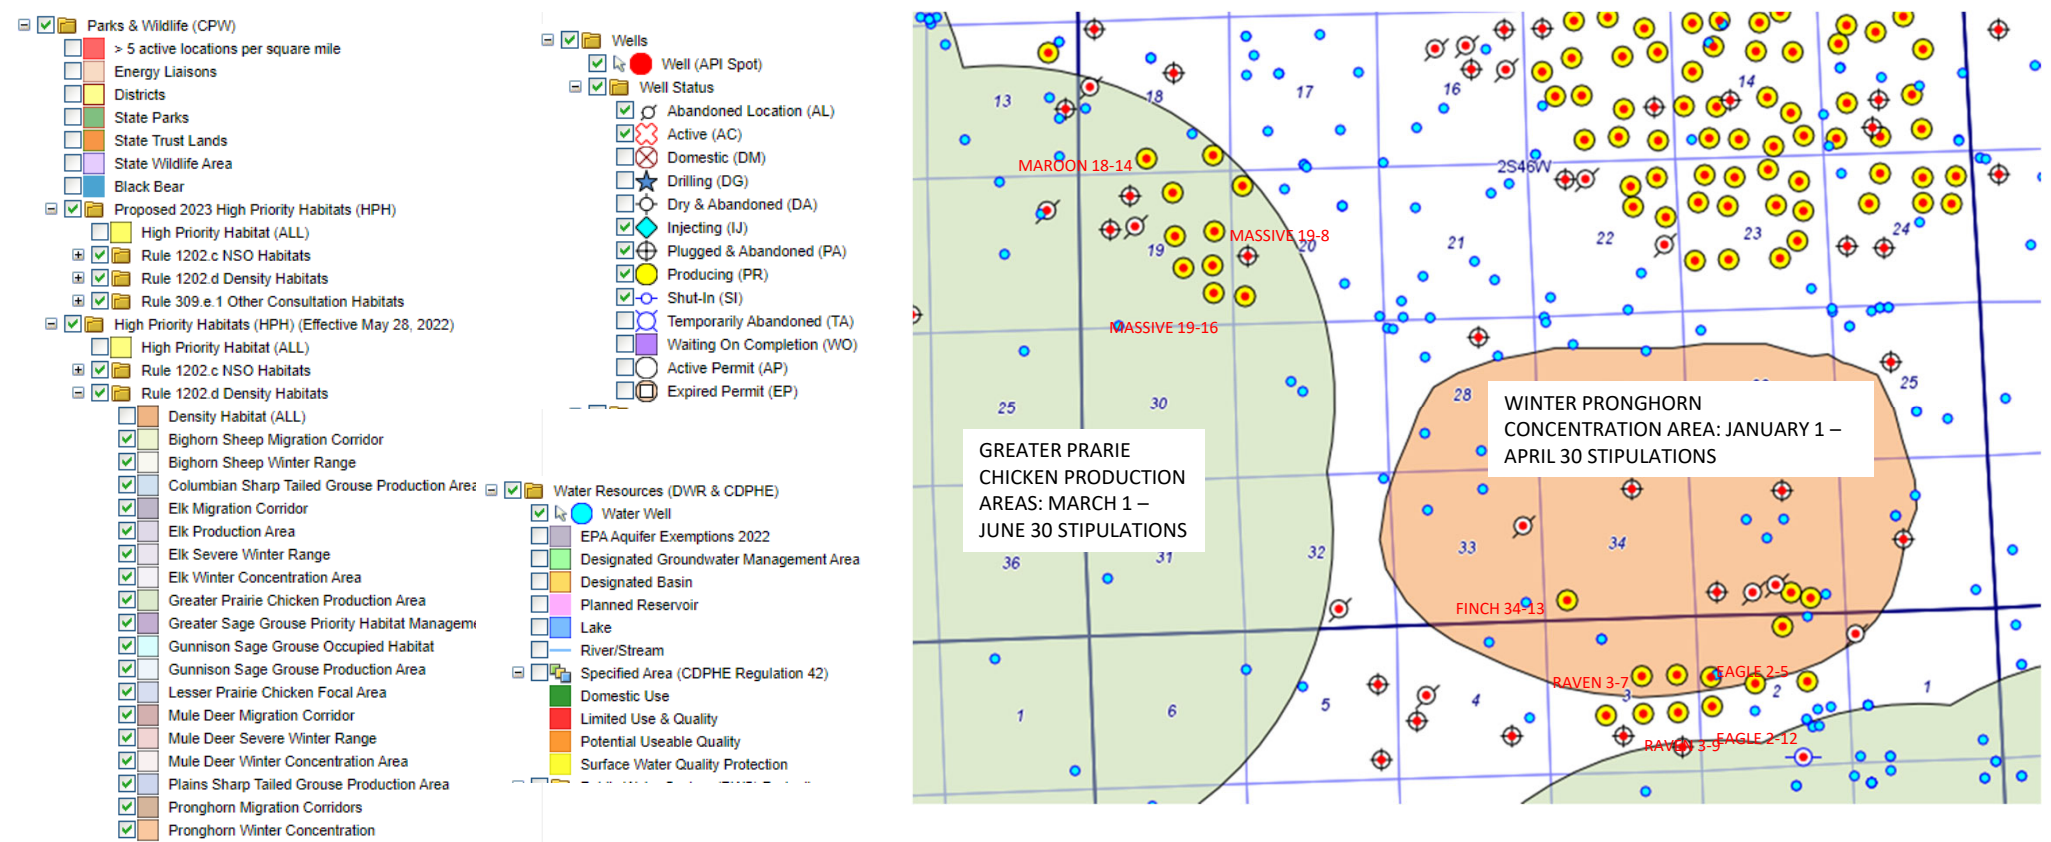 Parks & Wildlife (CPW)
> 5 active locations per square mile
Energy Liaisons
Districts
State Parks
State Trust Lands
State Wildlife Area
Black Bear
Proposed 2023 High Priority Habitats (HPH)
High Priority Habitat (ALL)
Rule 1202.c NSO Habitats
Rule 1202.d Density Habitats
Rule 309.e.1 Other Consultation Habitats
High Priority Habitats (HPH) (Effective May 28, 2022)
High Priority Habitat (ALL)
Rule 1202.c NSO Habitats
Rule 1202.d Density Habitats
Density Habitat (ALL)
Bighorn Sheep Migration Corridor
Bighorn Sheep Winter Range
Columbian Sharp Tailed Grouse Production Area
Elk Migration Corridor
Elk Production Area
Elk Severe Winter Range
Elk Winter Concentration Area
Greater Prairie Chicken Production Area
Greater Sage Grouse Priority Habitat Managem
Gunnison Sage Grouse Occupied Habitat
Gunnison Sage Grouse Production Area
Lesser Prairie Chicken Focal Area
Mule Deer Migration Corridor
Mule Deer Severe Winter Range
Mule Deer Winter Concentration Area
Plains Sharp Tailed Grouse Production Area
Pronghorn Migration Corridors
Pronghorn Winter Concentration
Wells
Well (API Spot)
Well Status
Abandoned Location (AL)
Active (AC)
Domestic (DM)
Drilling (DG)
Dry & Abandoned (DA)
Injecting (IJ)
Plugged & Abandoned (PA)
Producing (PR)
Shut-In (SI)
Temporarily Abandoned (TA)
Waiting On Completion (WO)
Active Permit (AP)
Expired Permit (EP)
Water Resources (DWR & CDPHE)
Water Well
EPA Aquifer Exemptions 2022
Designated Groundwater Management Area
Designated Basin
Planned Reservoir
Lake
River/Stream
Specified Area (CDPHE Regulation 42)
Domestic Use
Limited Use & Quality
Potential Useable Quality
Surface Water Quality Protection
13
18
17
16
14
MAROON 18-14
2S46W
19
MASSIVE 19-8
20
21
22
23
24
MASSIVE 19-16
25
30
28
25
WINTER PRONGHORN
CONCENTRATION AREA: JANUARY 1 –
APRIL 30 STIPULATIONS
GREATER PRARIE
CHICKEN PRODUCTION
AREAS: MARCH 1 –
JUNE 30 STIPULATIONS
36
31
32
33
34
FINCH 34-13
RAVEN 3-7
EAGLE 2-5
1
6
5
4
3
2
1
RAVEN 3-9
EAGLE 2-12